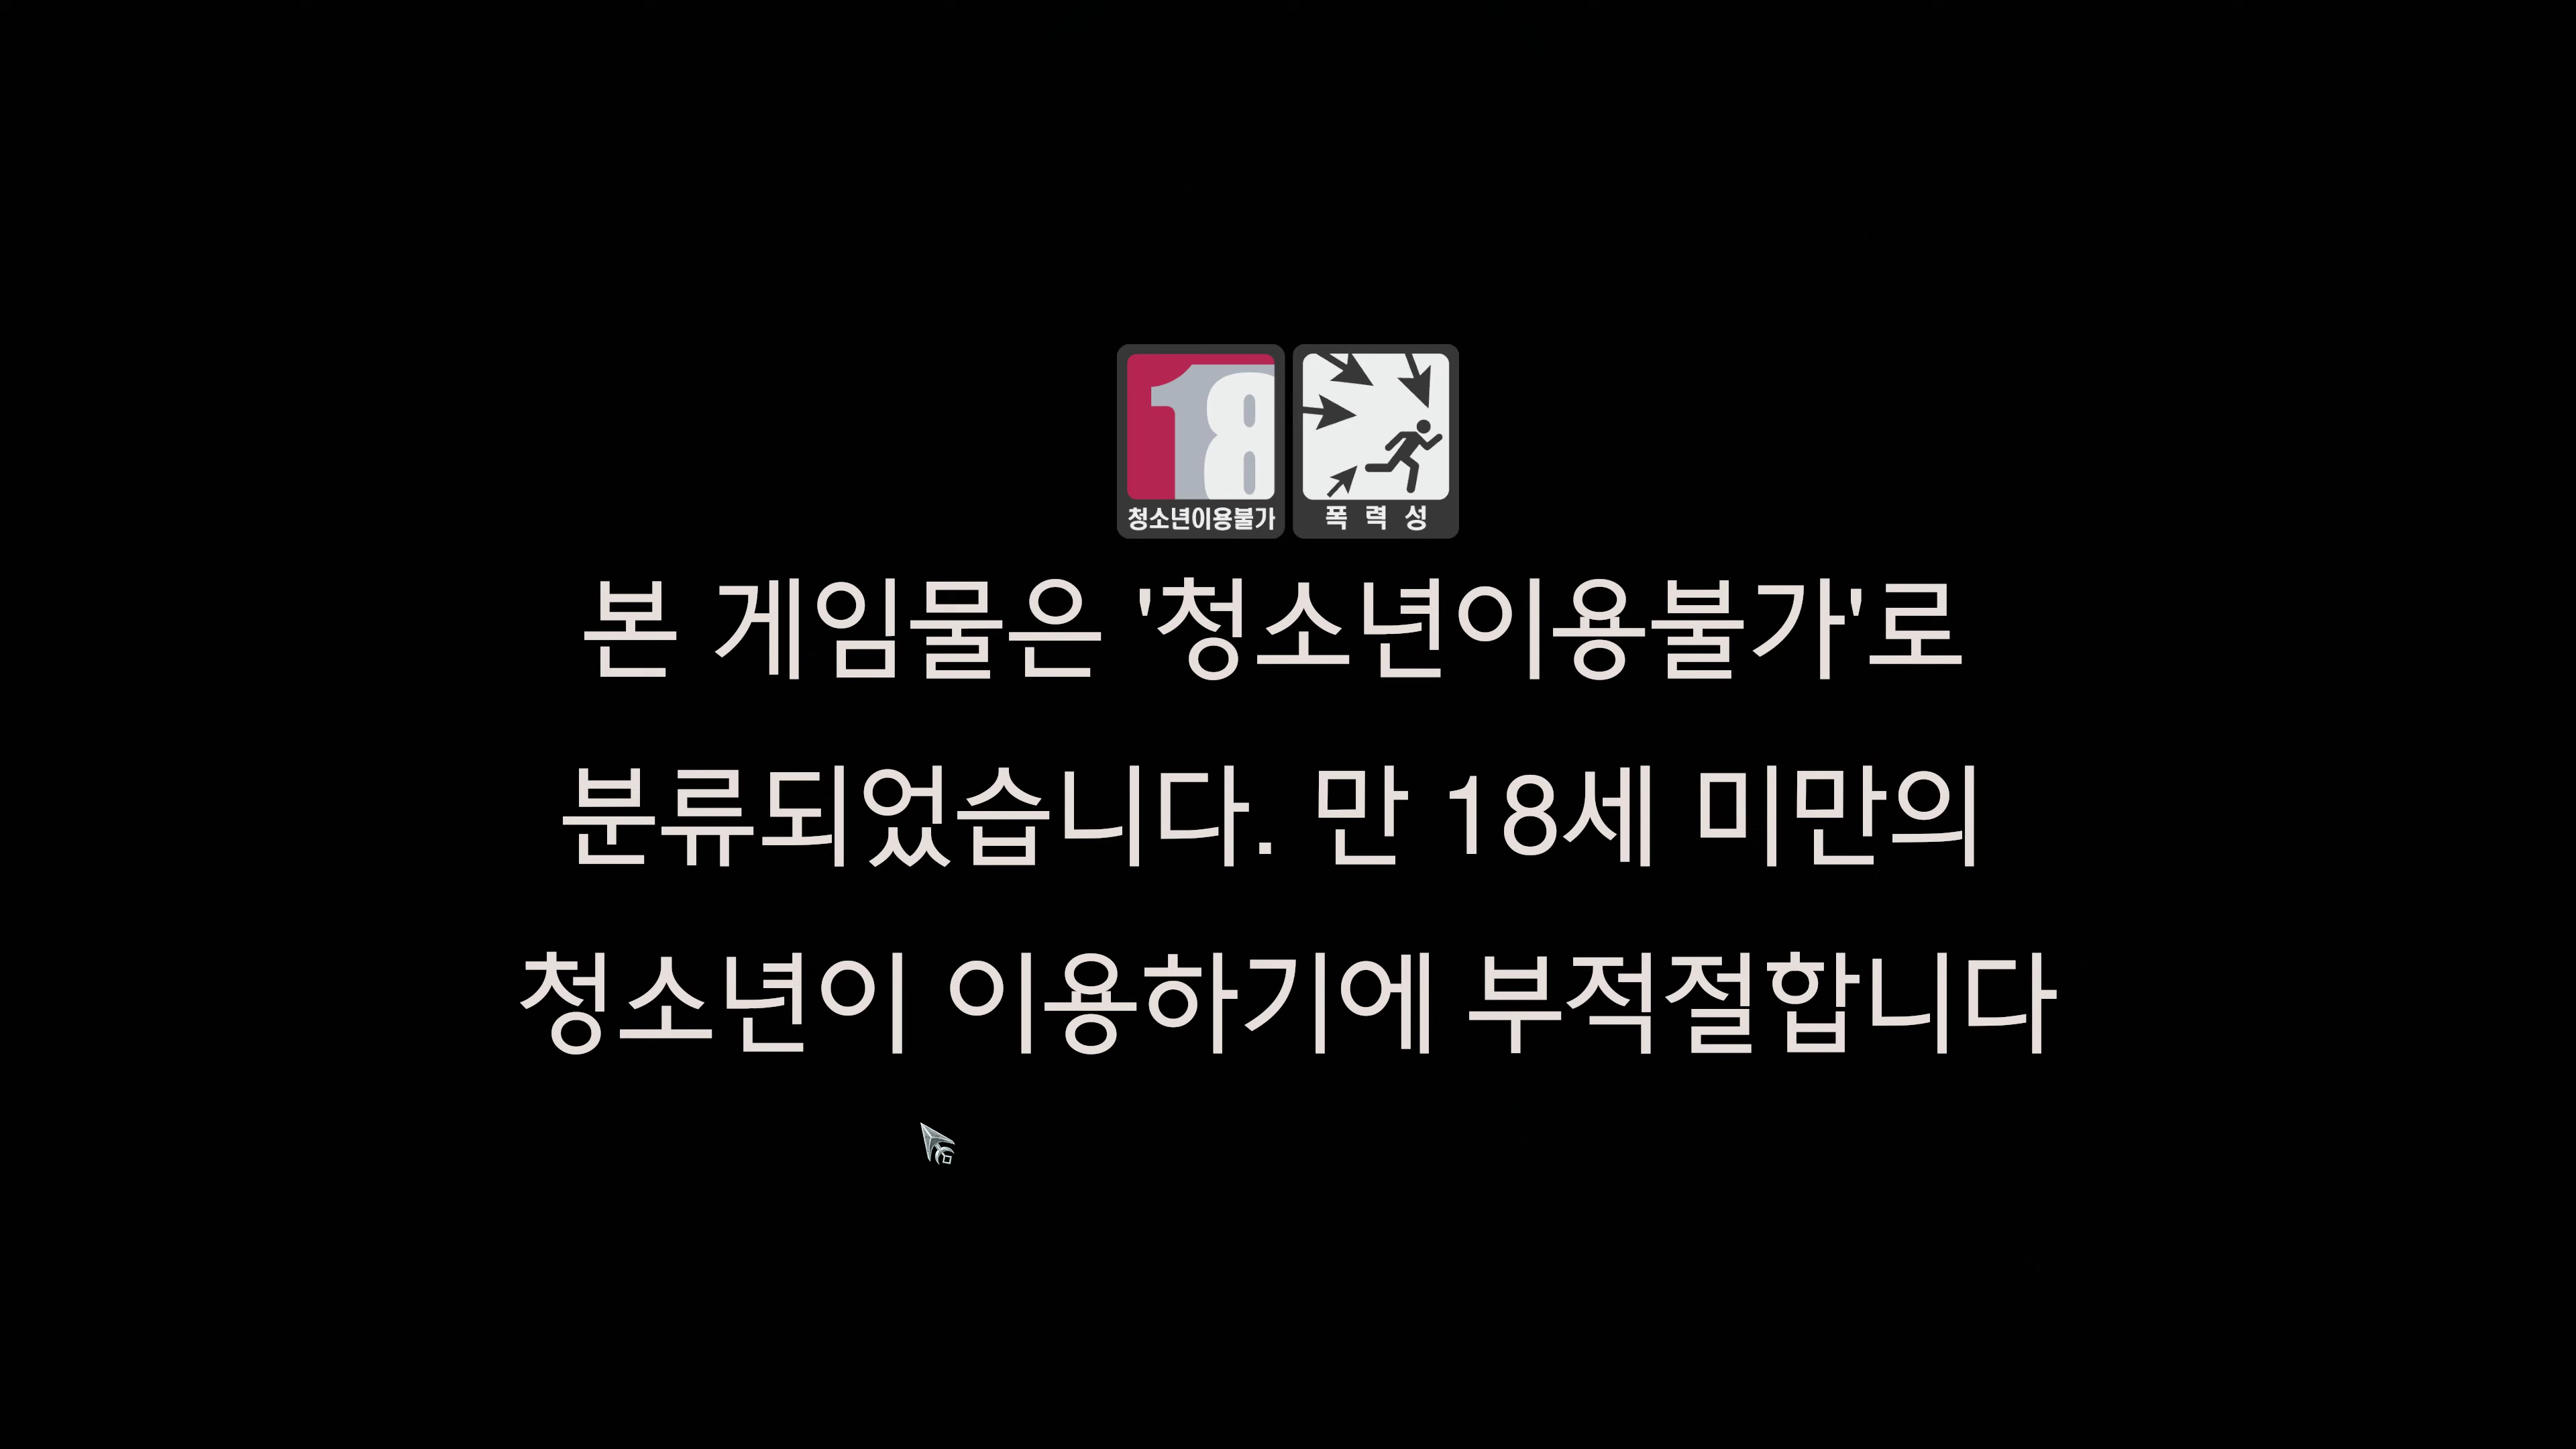 18
청소년이용불가
폭력성
본 게임물은 '청소년이용불가'로
분류되었습니다. 만 18세 미만의
청소년이 이용하기에 부적절합니다